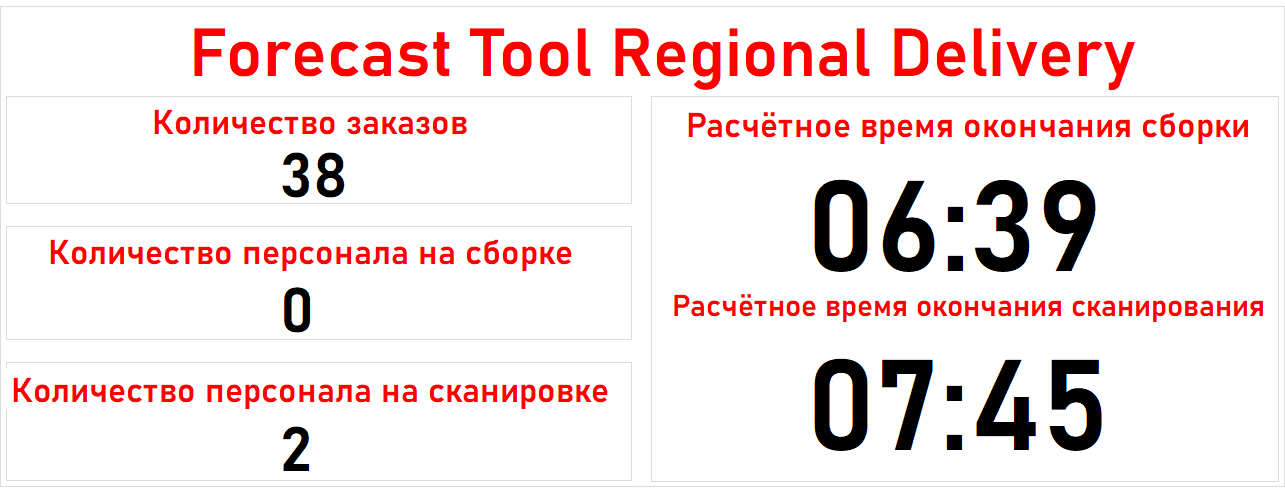 Forecast Tool Regional Delivery
Количество заказов
38
Количество персонала на сборке
0
Количество персонала на сканировке
2
Расчётное время окончания сборки
06:39
Расчётное время окончания сканирования
07:45